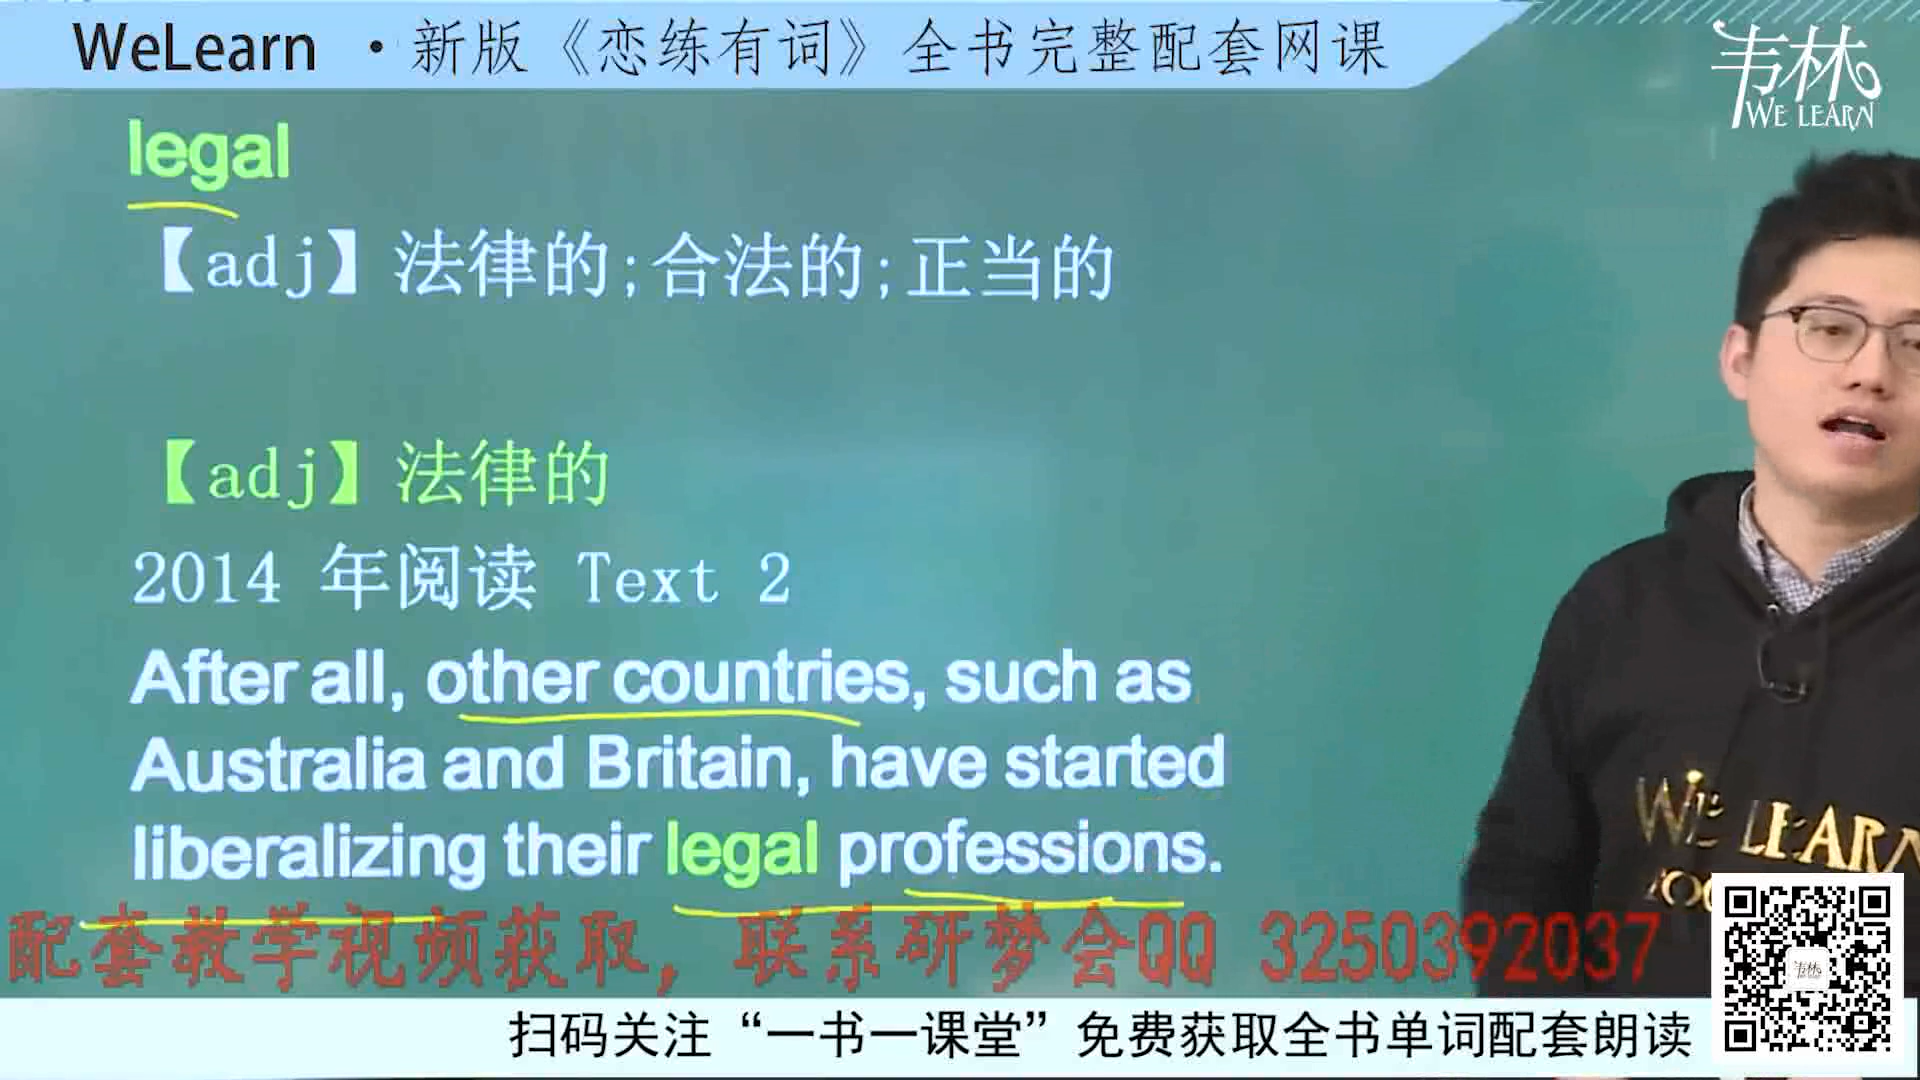 WeLearn ·新版《恋练有词》全书完整配套网课
韦林
WE LEARN
legal
【adj】法律的;合法的;正当的
【adj】法律的
2014 年阅读 Text 2
After all, other countries, such as
Australia and Britain, have started
liberalizing their legal professions.
WE LEARN
配套教学视频获取，联系研梦会QQ 3250392037
韦林
扫码关注“一书一课堂”免费获取全书单词配套朗读